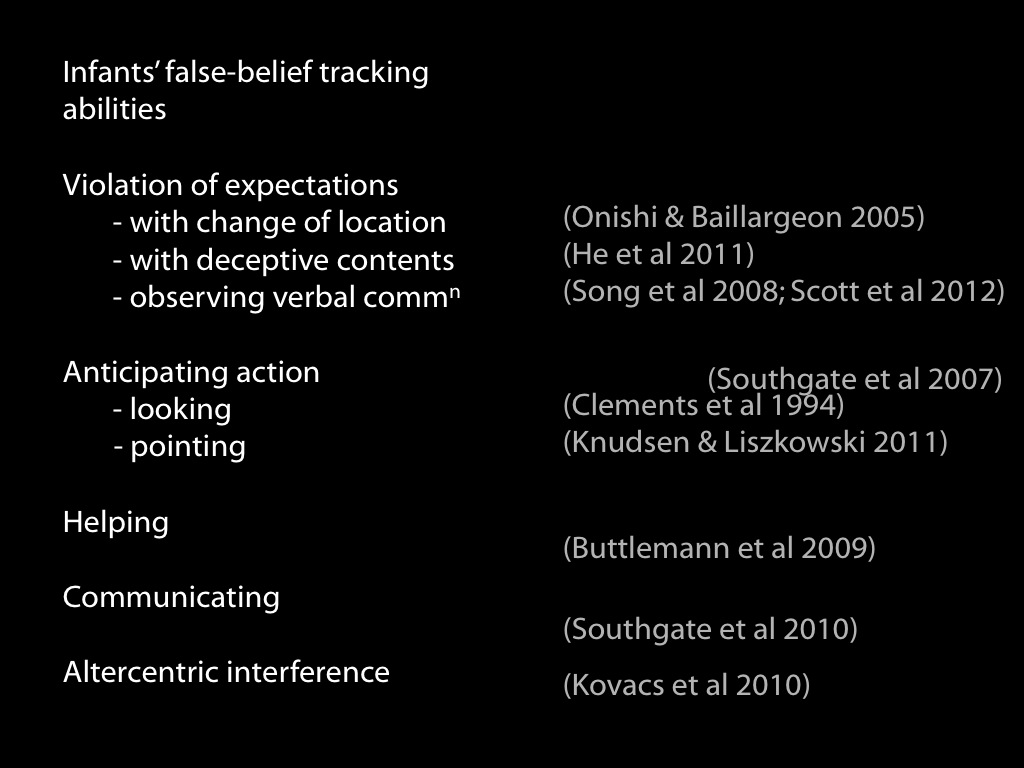 Infants’ false-belief tracking
abilities
Violation of expectations
- with change of location
(Onishi & Baillargeon 2005)
- with deceptive contents
(He et al 2011)
- observing verbal commⁿ
(Song et al 2008; Scott et al 2012)
Anticipating action
(Southgate et al 2007)
- looking
(Clements et al 1994)
- pointing
(Knudsen & Liszkowski 2011)
Helping
(Buttlemann et al 2009)
Communicating
(Southgate et al 2010)
Altercentric interference
(Kovacs et al 2010)